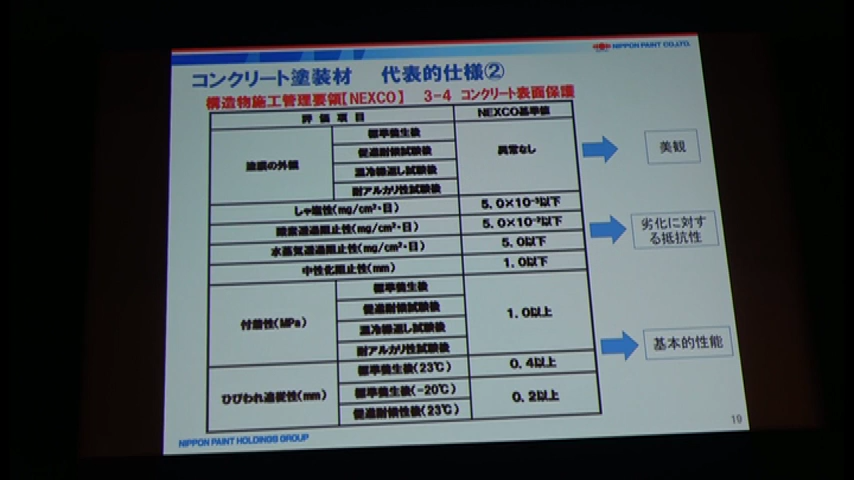 NIPPON PAINT CO.,LTD.
コンクリート塗装材 代表的仕様②
構造物施工管理要領【NEXCO】 3-4 コンクリート表面保護
評価項目 NEXCO基準値
塗膜の外観 標準養生後 異常なし
促進耐候試験後
温冷繰返し試験後
耐アルカリ性試験後
美観
しゃ塩性(mg/cm²・日) 5.0×10⁻³以下
酸素透過阻止性(mg/cm²・日) 5.0×10⁻²以下
水蒸気透過阻止性(mg/cm²・日) 5.0以下
中性化阻止性(mm) 1.0以下
劣化に対す
る抵抗性
付着性(MPa) 標準養生後 1.0以上
促進耐候試験後
温冷繰返し試験後
耐アルカリ性試験後
ひびわれ追従性(mm) 標準養生後(23℃) 0.4以上
標準養生後(-20℃) 0.2以上
促進耐候性後(23℃)
基本的性能
NIPPON PAINT HOLDINGS GROUP
19